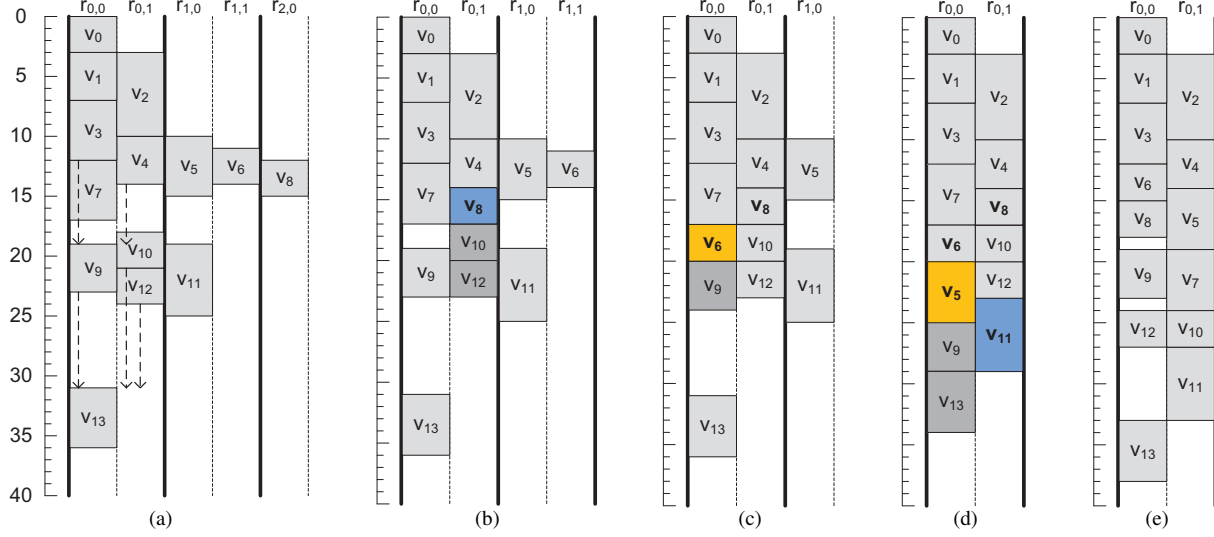 r0,0 r0,1 r1,0 r1,1 r2,0
0
5
10
15
20
25
30
35
40
v0
v1
v2
v3
v4
v5
v6
v8
v7
v10
v9
v11
v12
v13
(a)
r0,0 r0,1 r1,0 r1,1
v0
v1
v2
v3
v4
v5
v6
v7
v8
v10
v9
v12
v11
v13
(b)
r0,0 r0,1 r1,0
v0
v1
v2
v3
v4
v5
v7
v8
v6
v10
v9
v12
v11
v13
(c)
r0,0 r0,1
v0
v1
v2
v3
v4
v7
v8
v6
v10
v5
v12
v11
v9
v13
(d)
r0,0 r0,1
v0
v1
v2
v3
v4
v6
v8
v5
v9
v7
v12
v10
v11
v13
(e)